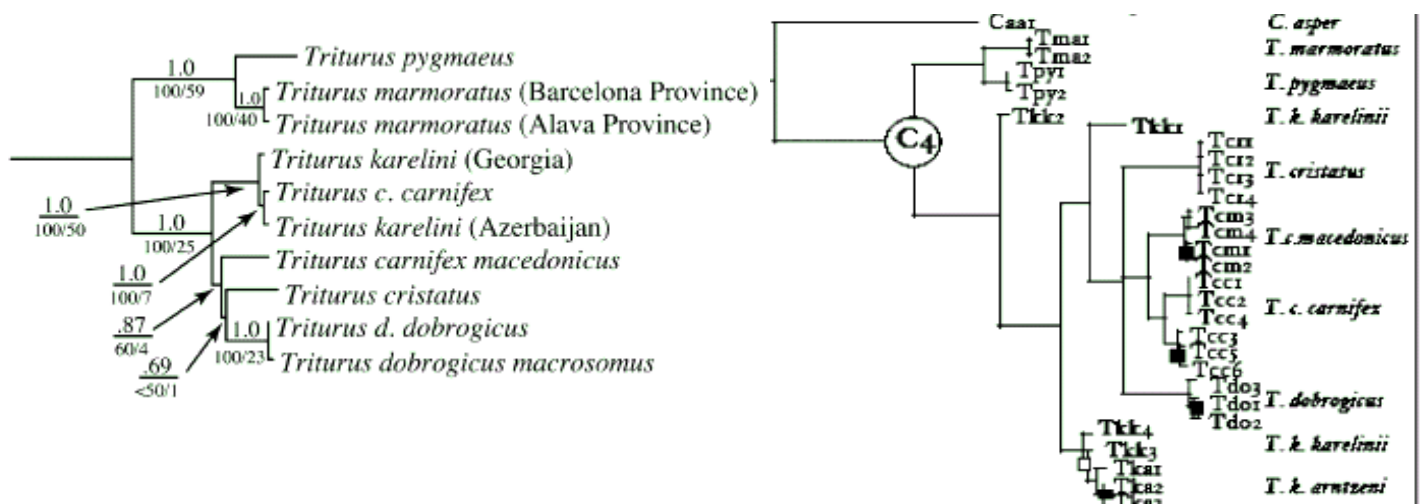 1.0
100/59
Triturus pygmaeus
1.0
100/40
Triturus marmoratus (Barcelona Province)
Triturus marmoratus (Alava Province)
Triturus karelini (Georgia)
Triturus c. carnifex
Triturus karelini (Azerbaijan)
1.0
100/50
1.0
100/25
1.0
100/7
Triturus carnifex macedonicus
Triturus cristatus
.87
60/4
1.0
100/23
Triturus d. dobrogicus
Triturus dobrogicus macrosomus
.69
<50/1
Caa1 C. asper
Tma1 T. marmoratus
Tma2
Tpy1 T. pygmaeus
Tpy2
C4
Tkk2 T. k. karelinii
Tkk1
Tcr1
Tcr2 T. cristatus
Tcr3
Tcr4
Tcm3
Tcm4 T.c.macedonicus
Tcm1
Tcm2
Tcc1
Tcc2 T. c. carnifex
Tcc4
Tcc3
Tcc5
Tcc6
Tdo3
Tdo1 T. dobrogicus
Tdo2
Tkk4 T. k. karelinii
Tkk3
Tka1
Tka2 T. k. arntzeni